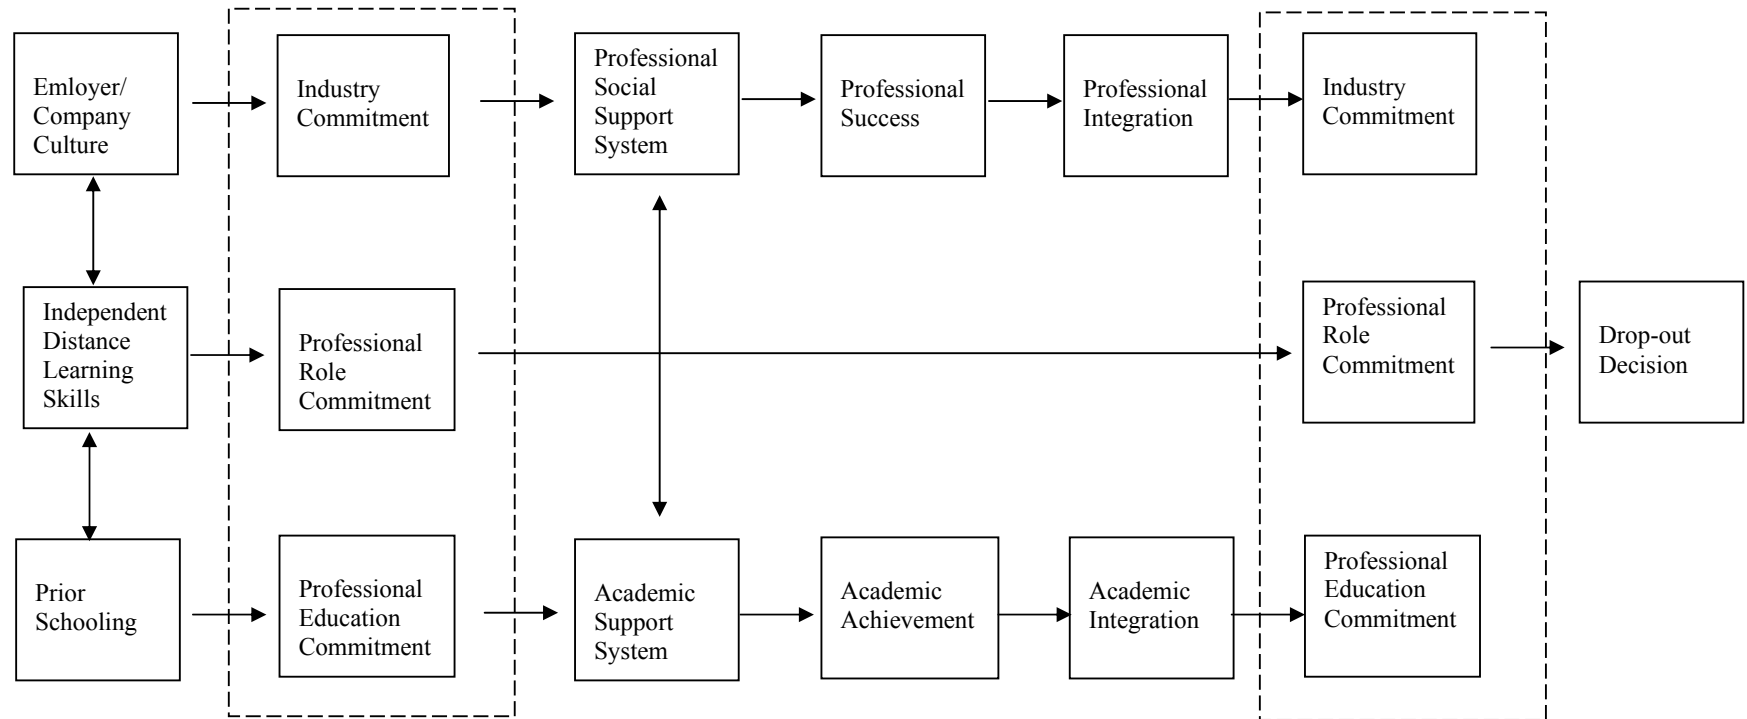 Emloyer/
Company
Culture
Industry
Commitment
Professional
Social
Support
System
Professional
Success
Professional
Integration
Industry
Commitment
Independent
Distance
Learning
Skills
Professional
Role
Commitment
Professional
Role
Commitment
Drop-out
Decision
Prior
Schooling
Professional
Education
Commitment
Academic
Support
System
Academic
Achievement
Academic
Integration
Professional
Education
Commitment